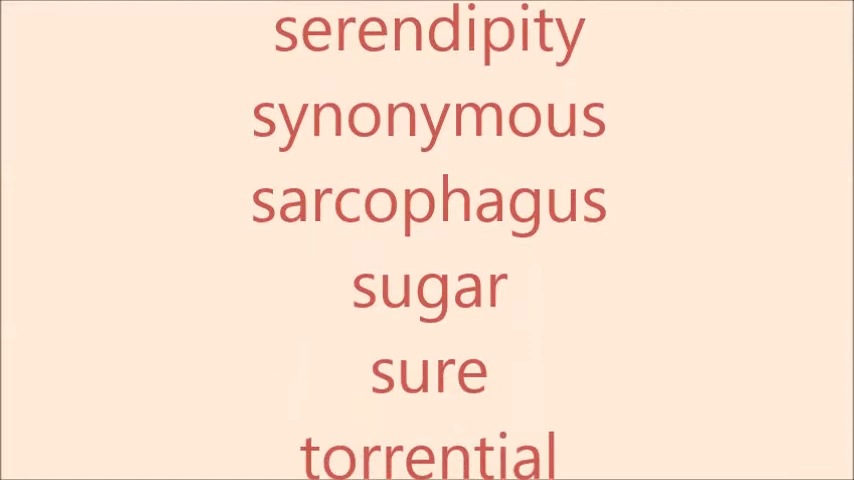 serendipity
synonymous
sarcophagus
sugar
sure
torrential